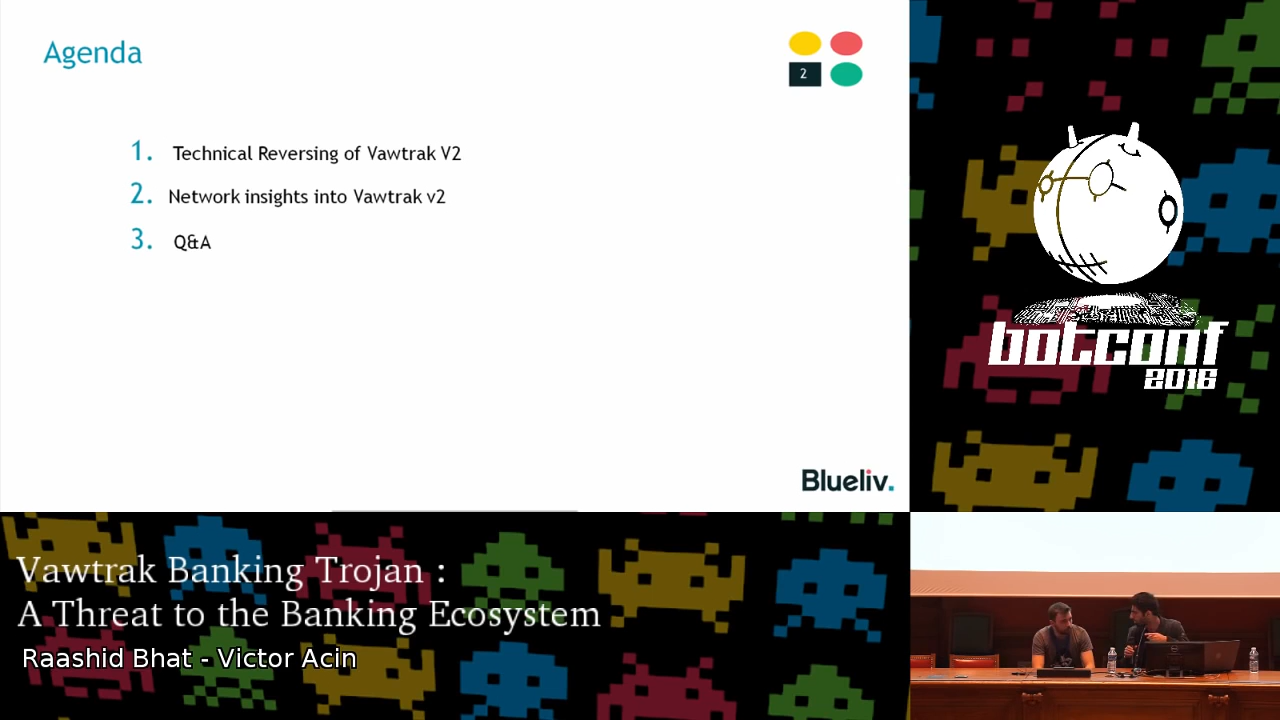 Agenda
2
1. Technical Reversing of Vawtrak V2
2. Network insights into Vawtrak v2
3. Q&A
Blueliv.
botconf
2016
Vawtrak Banking Trojan :
A Threat to the Banking Ecosystem
Raashid Bhat - Victor Acin